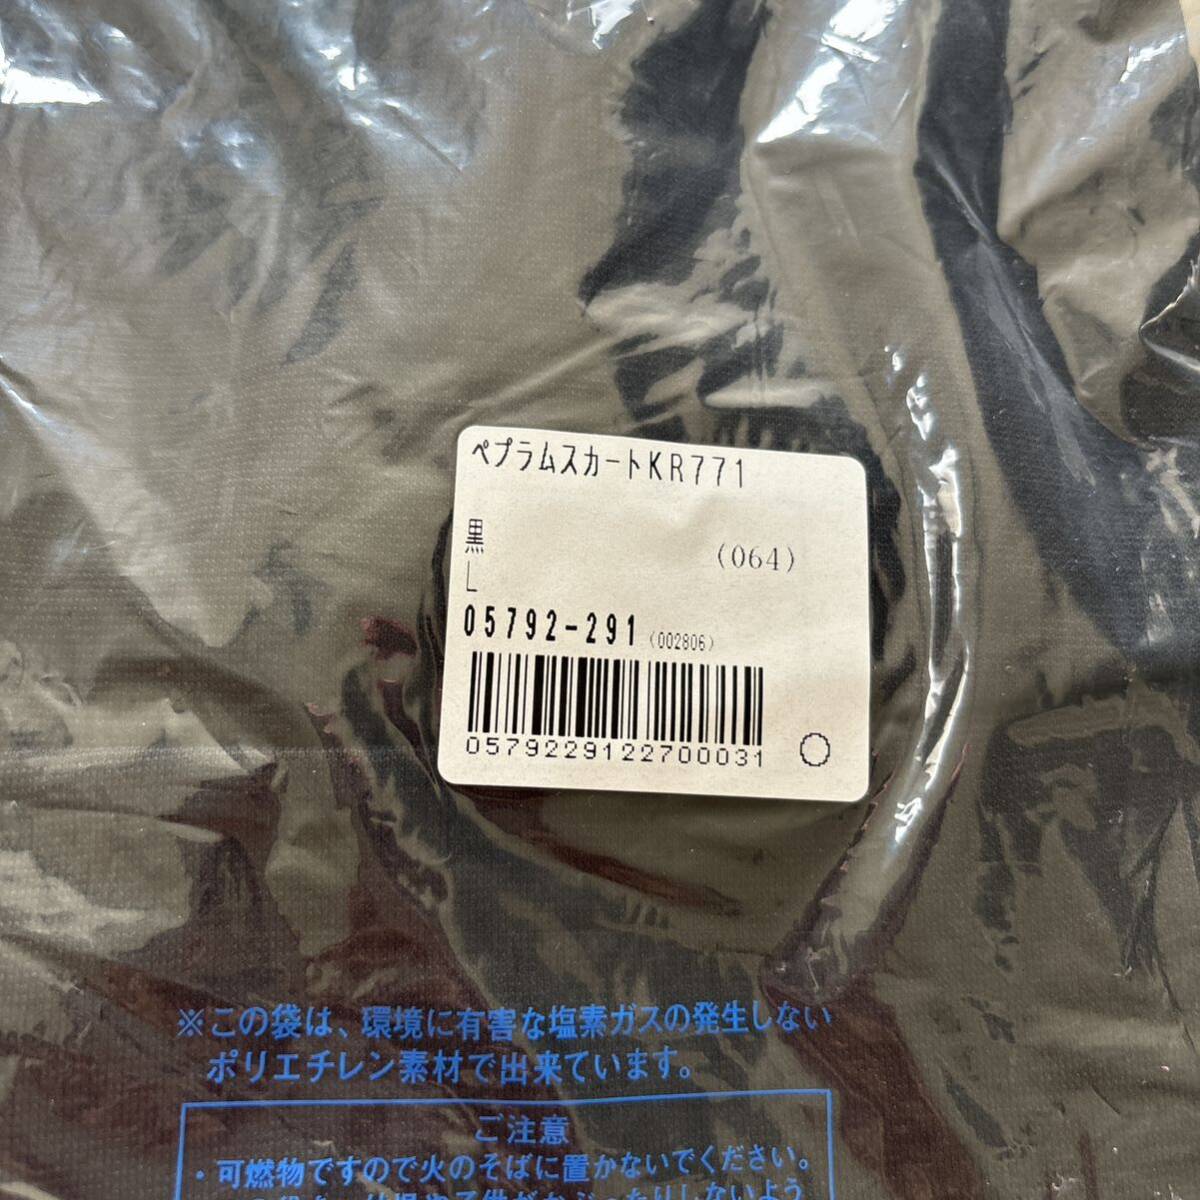 ペプラムスカートKR771
黒
(064)
L
05792-291 (002806)
0579229122700031
※この袋は、環境に有害な塩素ガスの発生しない
ポリエチレン素材で出来ています。
ご注意
・可燃物ですので火のそばに置かないでください。